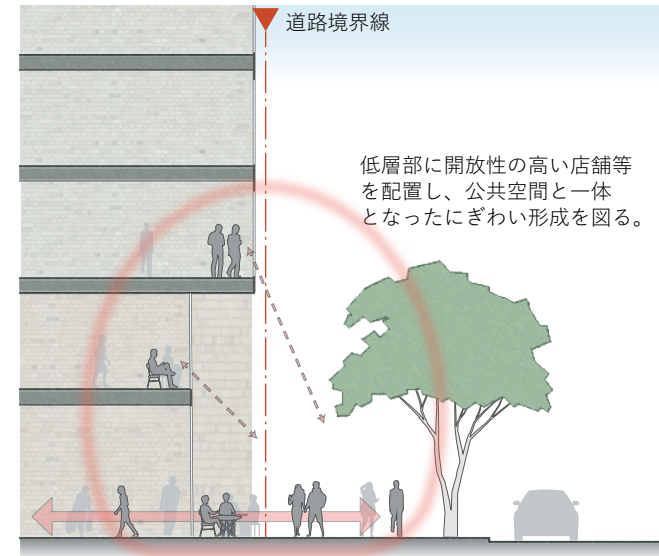 道路境界線
低層部に開放性の高い店舗等
を配置し、公共空間と一体
となったにぎわい形成を図る。